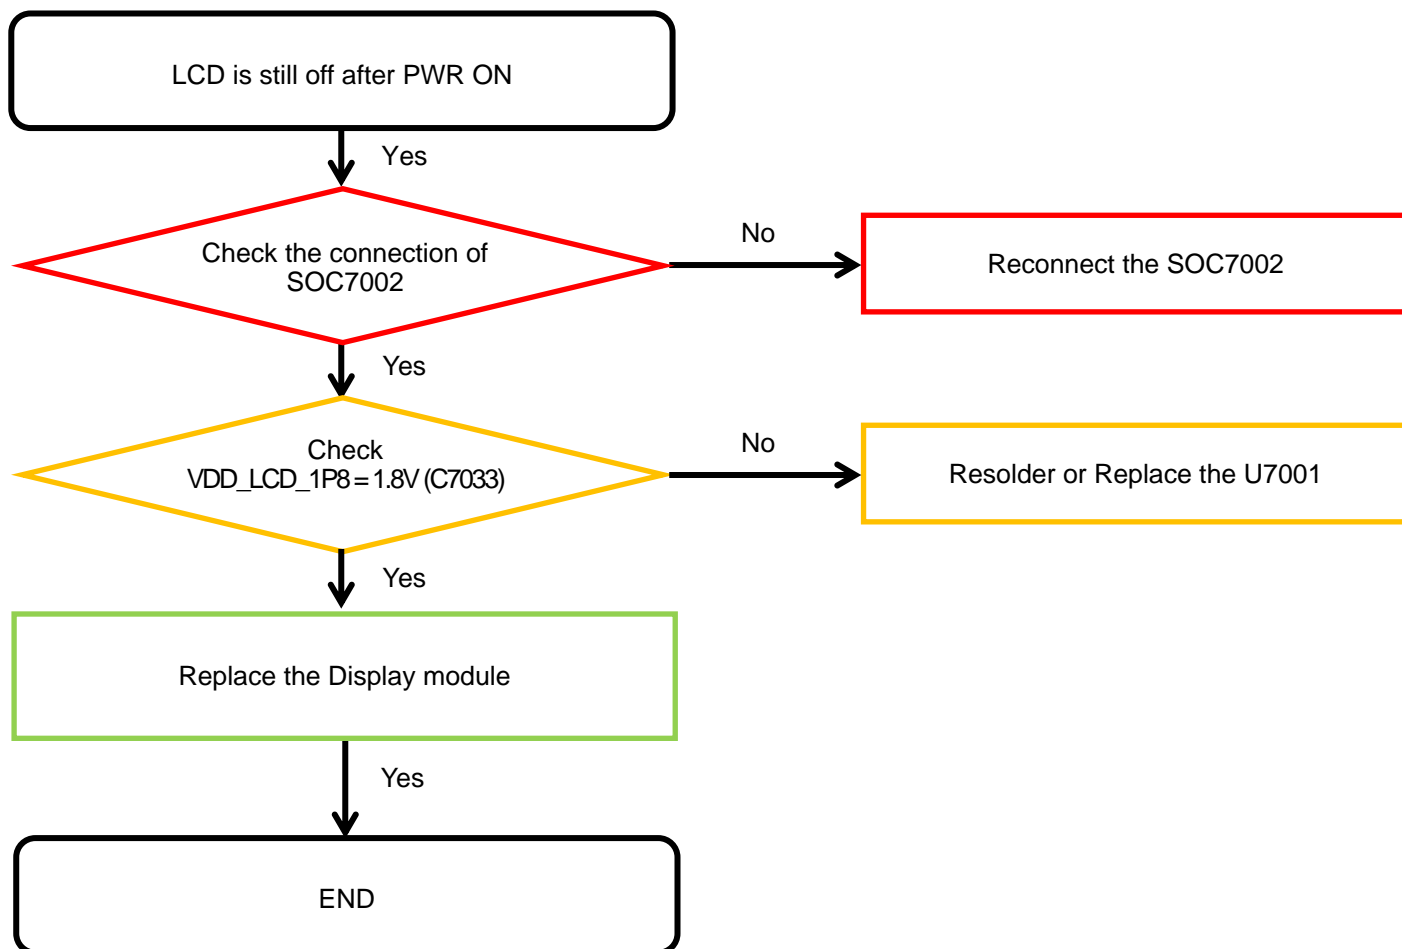 LCD is still off after PWR ON
Yes
Check the connection of
SOC7002
No
Reconnect the SOC7002
Yes
Check
VDD_LCD_1P8 = 1.8V (C7033)
No
Resolder or Replace the U7001
Yes
Replace the Display module
Yes
END